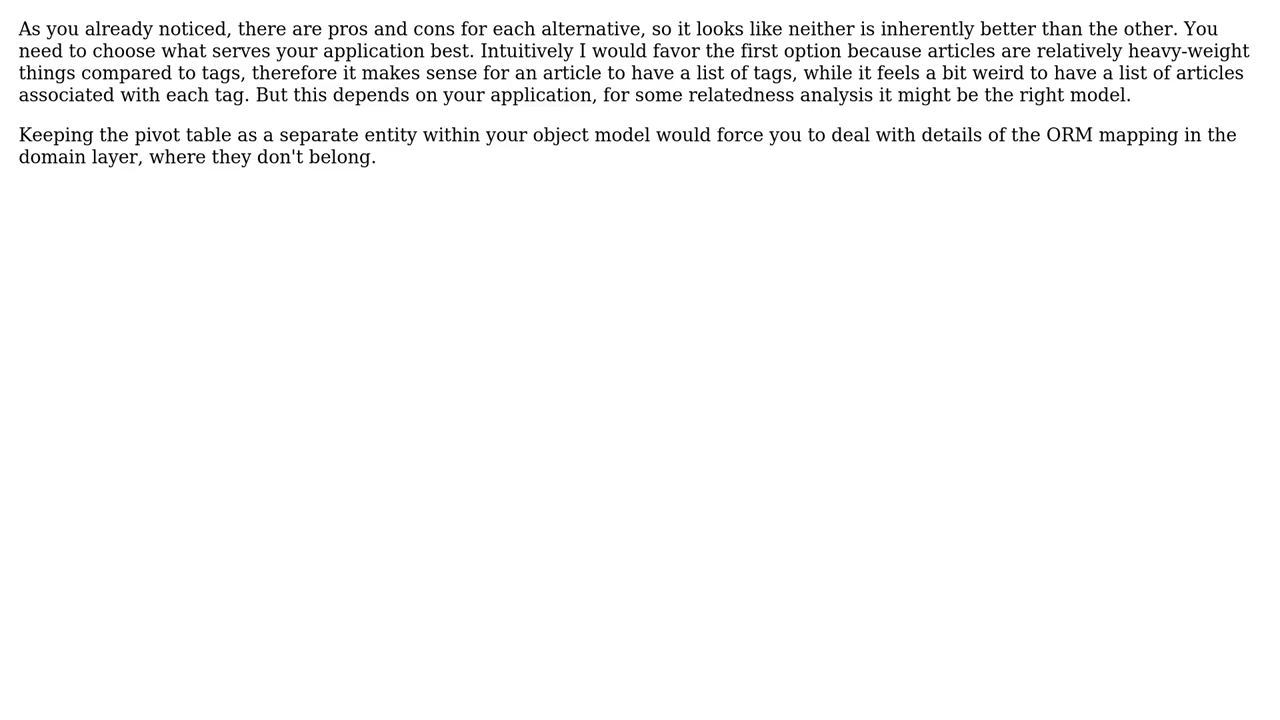 As you already noticed, there are pros and cons for each alternative, so it looks like neither is inherently better than the other. You
need to choose what serves your application best. Intuitively I would favor the first option because articles are relatively heavy-weight
things compared to tags, therefore it makes sense for an article to have a list of tags, while it feels a bit weird to have a list of articles
associated with each tag. But this depends on your application, for some relatedness analysis it might be the right model.
Keeping the pivot table as a separate entity within your object model would force you to deal with details of the ORM mapping in the
domain layer, where they don't belong.